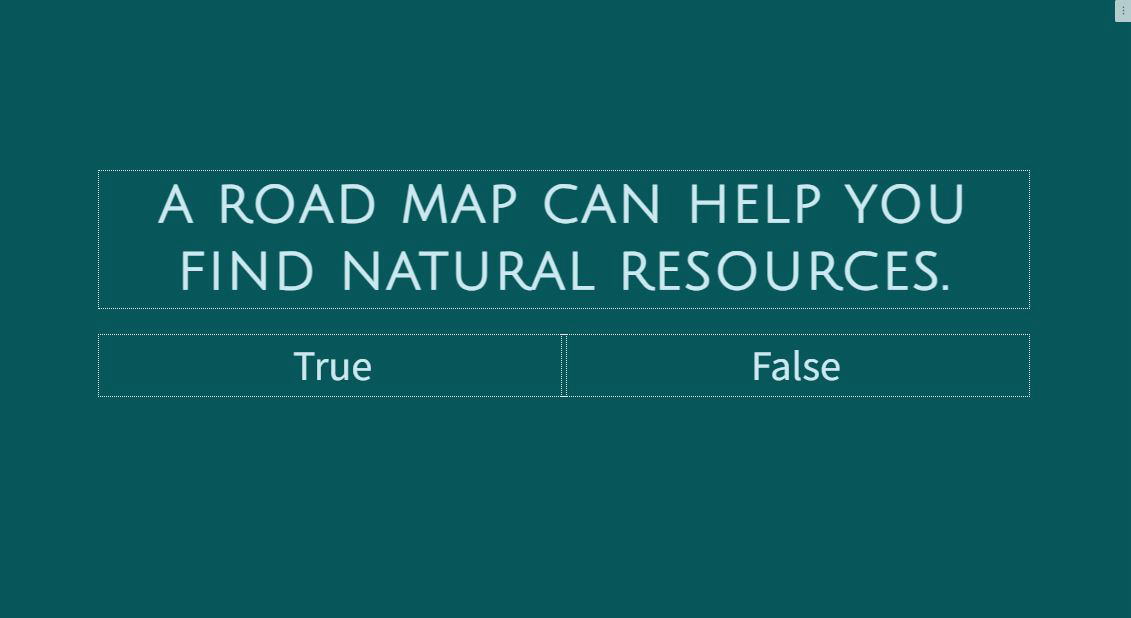 A ROAD MAP CAN HELP YOU
FIND NATURAL RESOURCES.
True
False